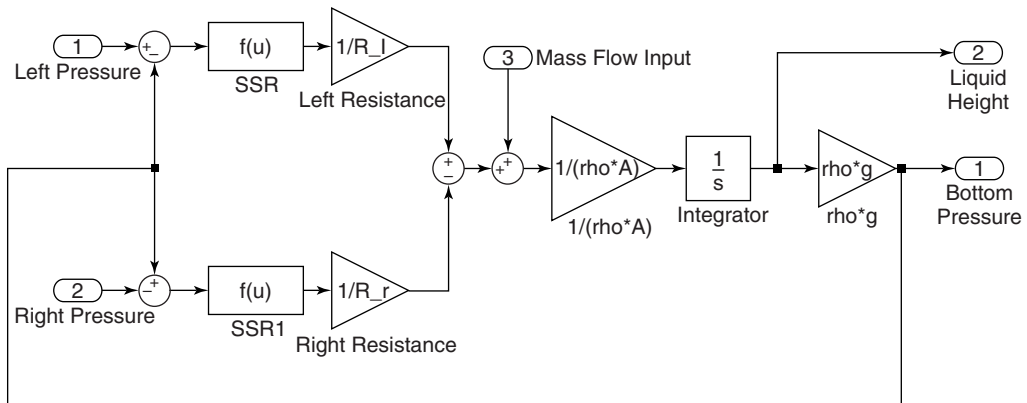 1
Left Pressure
+
−
f(u)
SSR
1/R_l
Left Resistance
3
Mass Flow Input
2
Liquid
Height
+
−
+
+
1/(rho*A)
1/(rho*A)
1
s
Integrator
rho*g
rho*g
1
Bottom
Pressure
2
Right Pressure
−
+
f(u)
SSR1
1/R_r
Right Resistance